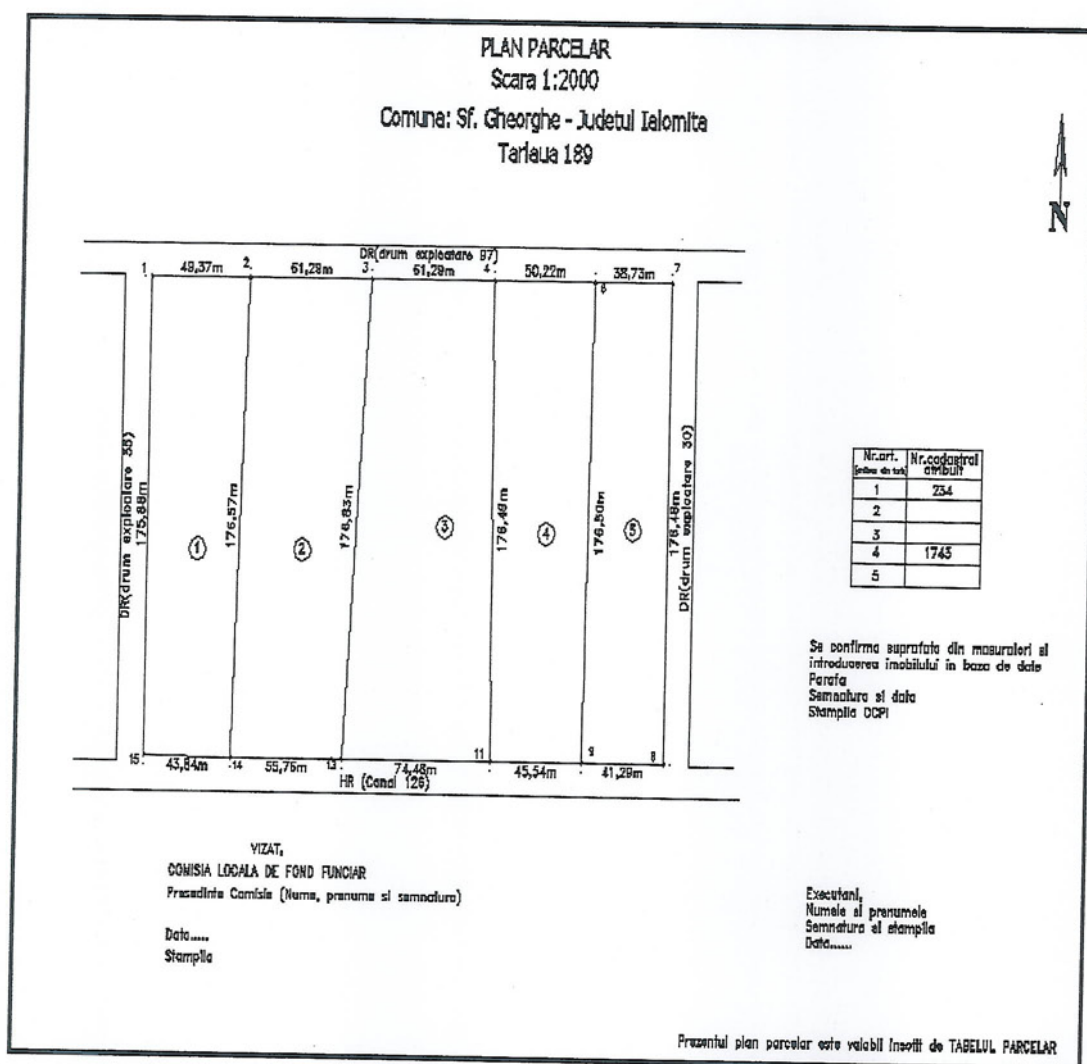 PLAN PARCELAR
Scara 1:2000
Comuna: Sf. Gheorghe - Judetul Ialomita
Tarlaua 189
N
DR(drum exploatare 97)
1 49,37m 2 61,29m 3 61,29m 4 50,22m 6 38,73m 7
DR(drum exploatare 35)
175,88m
176,57m
176,83m
176,49m
176,50m
176,48m
DR(drum exploatare 30)
1 2 3 4 5
15 43,84m 14 55,76m 13 74,48m 11 45,54m 9 41,29m 8
HR (Canal 126)
Nr.art. Nr.cadastral
atribuit
1 234
2
3
4 1745
5
Se confirma suprafata din masuratori si
introducerea imobilului in baza de date
Parafa
Semnatura si data
Stampila OCPI
VIZAT,
COMISIA LOCALA DE FOND FUNCIAR
Presedinte Comisie (Nume, prenume si semnatura)
Data.....
Stampila
Executant,
Numele si prenumele
Semnatura si stampila
Data......
Prezentul plan parcelar este valabil insotit de TABELUL PARCELAR